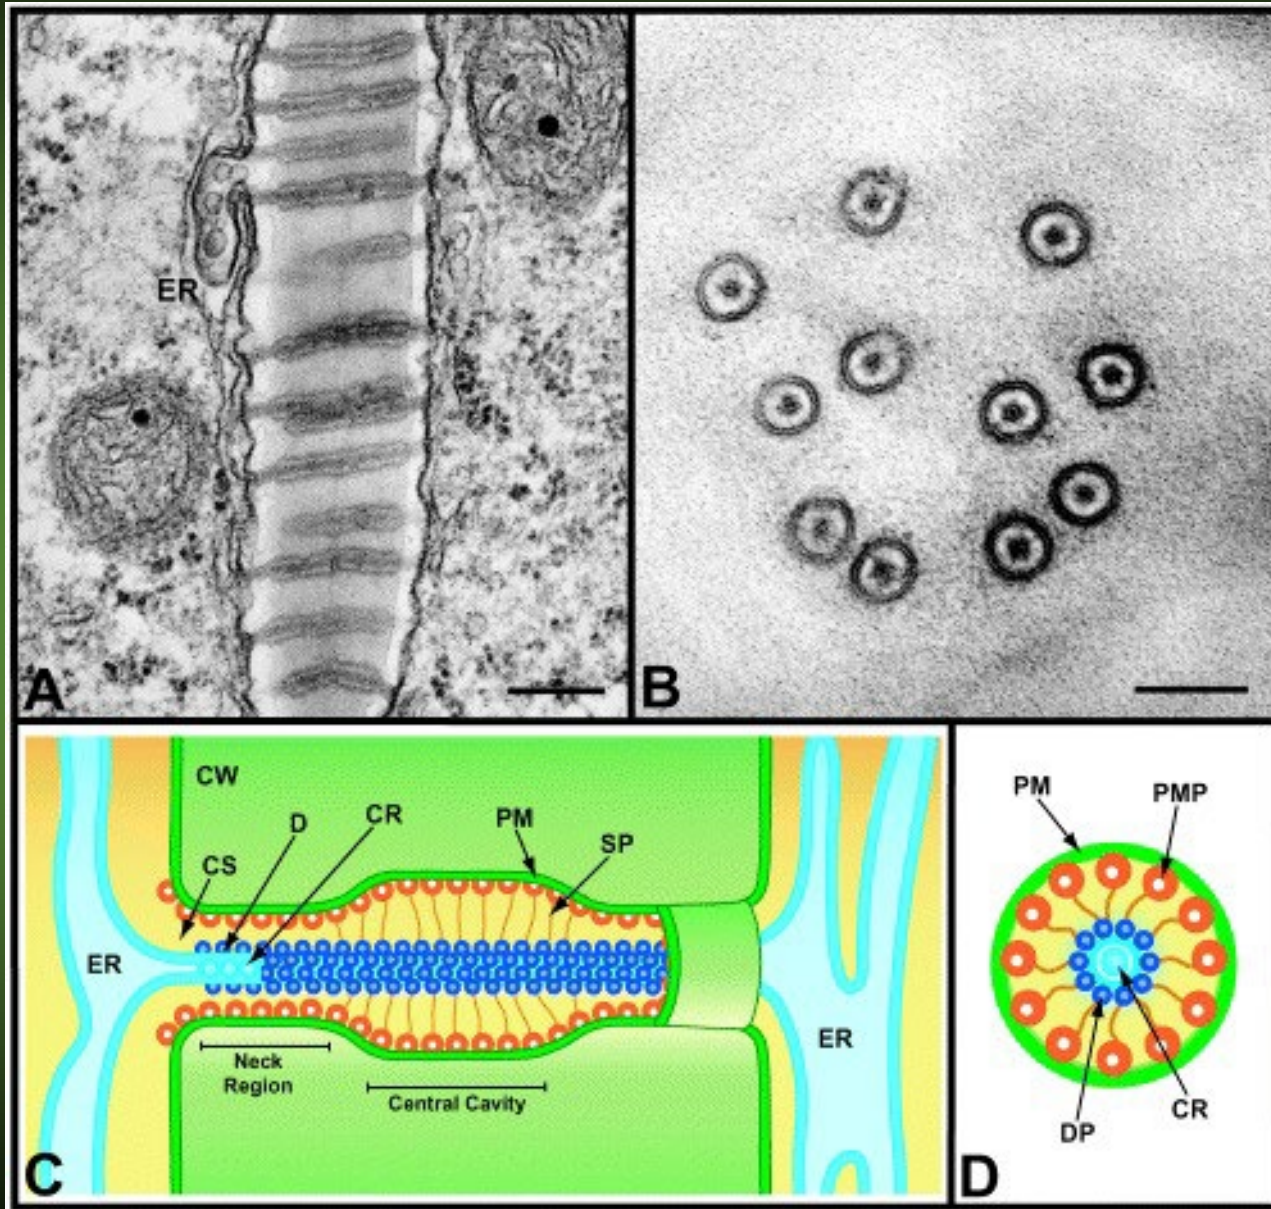 ER
A
B
CW
D
CR
PM
SP
CS
ER
ER
Neck
Region
Central Cavity
C
PM
PMP
DP
CR
D